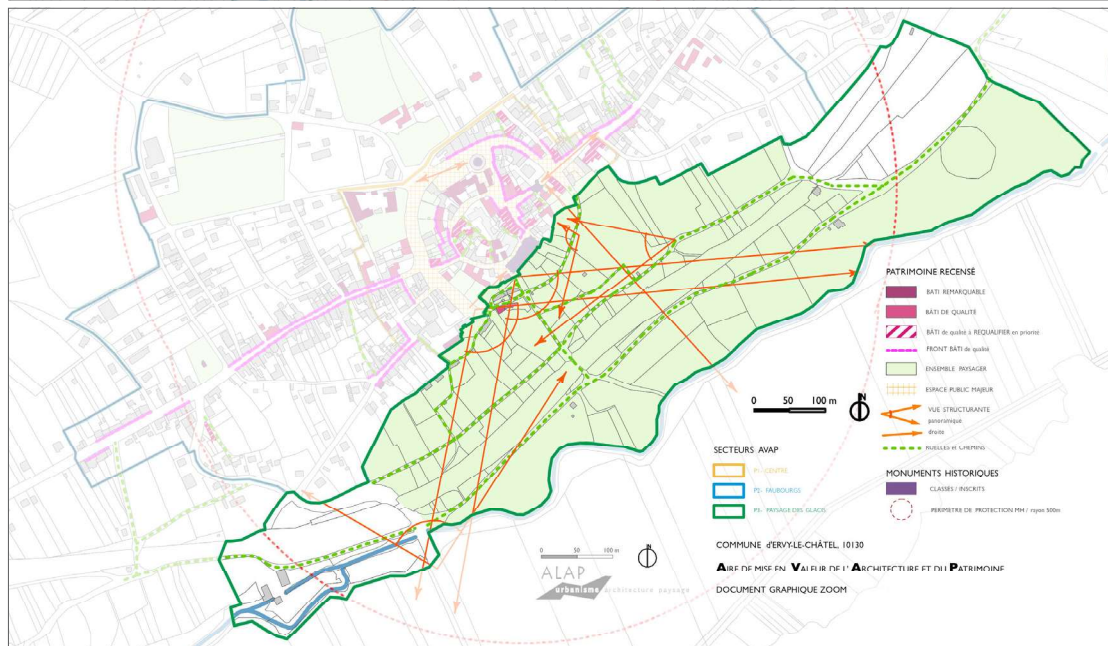 PATRIMOINE RECENSÉ
BATI REMARQUABLE
BÂTI DE QUALITÉ
BÂTI de qualité à REQUALIFIER en priorité
FRONT BÂTI de qualité
ENSEMBLE PAYSAGER
ESPACE PUBLIC MAJEUR
VUE STRUCTURANTE
panoramique
droite
RUELLES et CHEMINS
MONUMENTS HISTORIQUES
CLASSÉS / INSCRITS
PERIMETRE DE PROTECTION MH / rayon 500m
0 50 100 m
N
SECTEURS AVAP
P1- CENTRE
P2- FAUBOURGS
P3- PAYSAGE DES GLACIS
COMMUNE d'ERVY-LE-CHÂTEL, 10130
AIRE DE MISE EN VALEUR DE L'ARCHITECTURE ET DU PATRIMOINE
DOCUMENT GRAPHIQUE ZOOM
0 50 100 m
N
ALAP
urbanisme architecture paysage